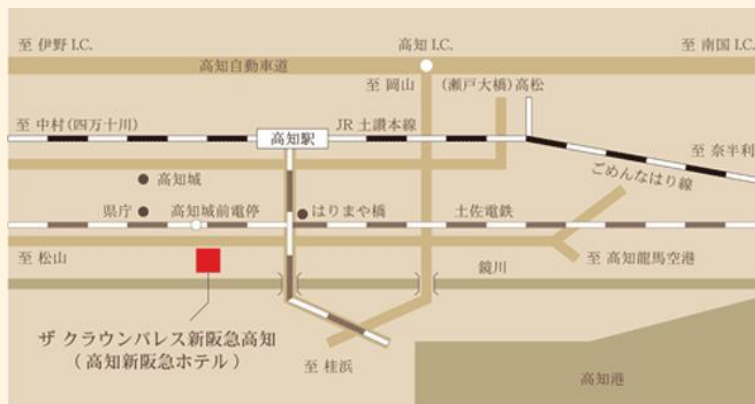 至 伊野 I.C.
高知 I.C.
至 南国 I.C.
高知自動車道
至 岡山
(瀬戸大橋)高松
至 中村(四万十川)
高知駅
JR 土讃本線
至 奈半利
ごめんなはり線
高知城
県庁
高知城前電停
はりまや橋
土佐電鉄
至 松山
鏡川
至 高知龍馬空港
ザ クラウンパレス新阪急高知
( 高知新阪急ホテル )
至 桂浜
高知港